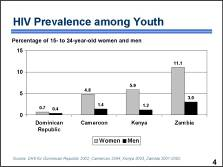 HIV Prevalence among Youth
Percentage of 15- to 24-year-old women and men
15
10
5
0
0.7
0.4
4.8
1.4
5.9
1.2
11.1
3.0
Dominican
Republic
Cameroon
Kenya
Zambia
Women
Men
4